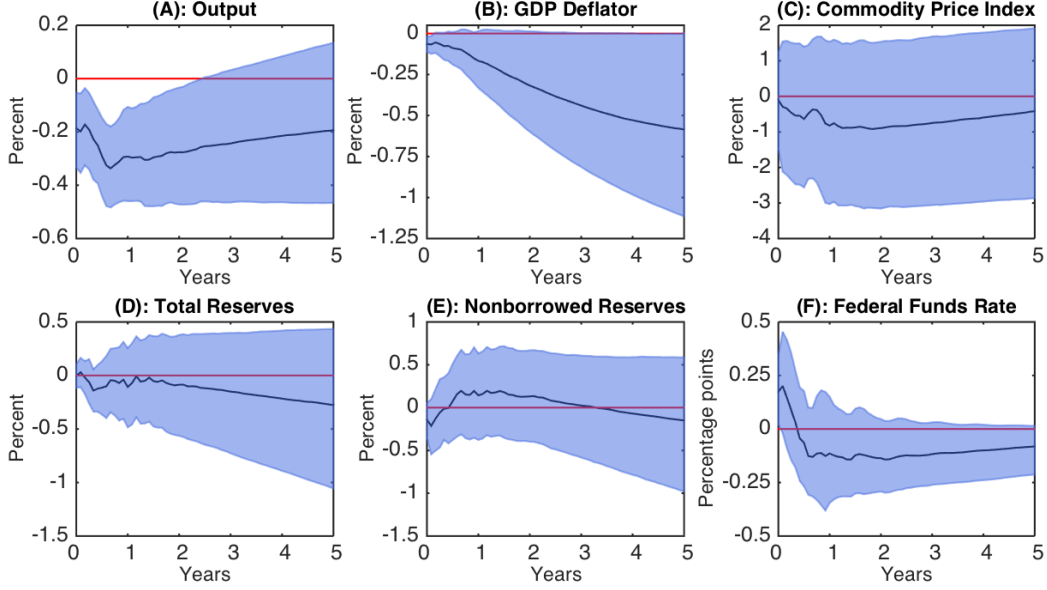 (A): Output
0.2
0
-0.2
-0.4
-0.6
Percent
0 1 2 3 4 5
Years
(B): GDP Deflator
0
-0.25
-0.5
-0.75
-1
-1.25
Percent
0 1 2 3 4 5
Years
(C): Commodity Price Index
2
1
0
-1
-2
-3
-4
Percent
0 1 2 3 4 5
Years
(D): Total Reserves
0.5
0
-0.5
-1
-1.5
Percent
0 1 2 3 4 5
Years
(E): Nonborrowed Reserves
1
0.5
0
-0.5
-1
-1.5
Percent
0 1 2 3 4 5
Years
(F): Federal Funds Rate
0.5
0.25
0
-0.25
-0.5
Percentage points
0 1 2 3 4 5
Years